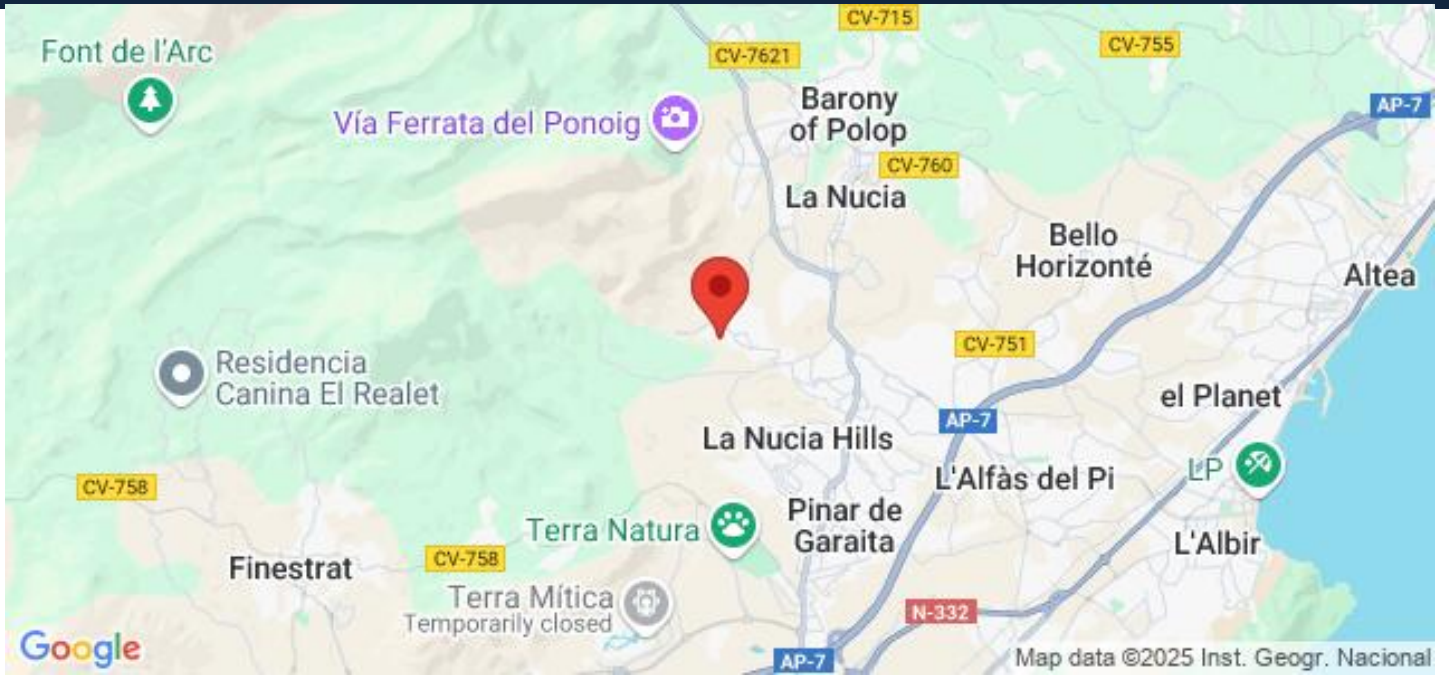 CV-715
Font de l'Arc
CV-7621
CV-755
Vía Ferrata del Ponoig
Barony
of Polop
AP-7
CV-760
La Nucia
Bello
Horizonté
Altea
CV-751
Residencia
Canina El Realet
el Planet
AP-7
La Nucia Hills
LP
L'Alfàs del Pi
CV-758
Terra Natura
Pinar de
Garaita
L'Albir
Finestrat
CV-758
Terra Mítica
Temporarily closed
N-332
Google
AP-7
Map data ©2025 Inst. Geogr. Nacional